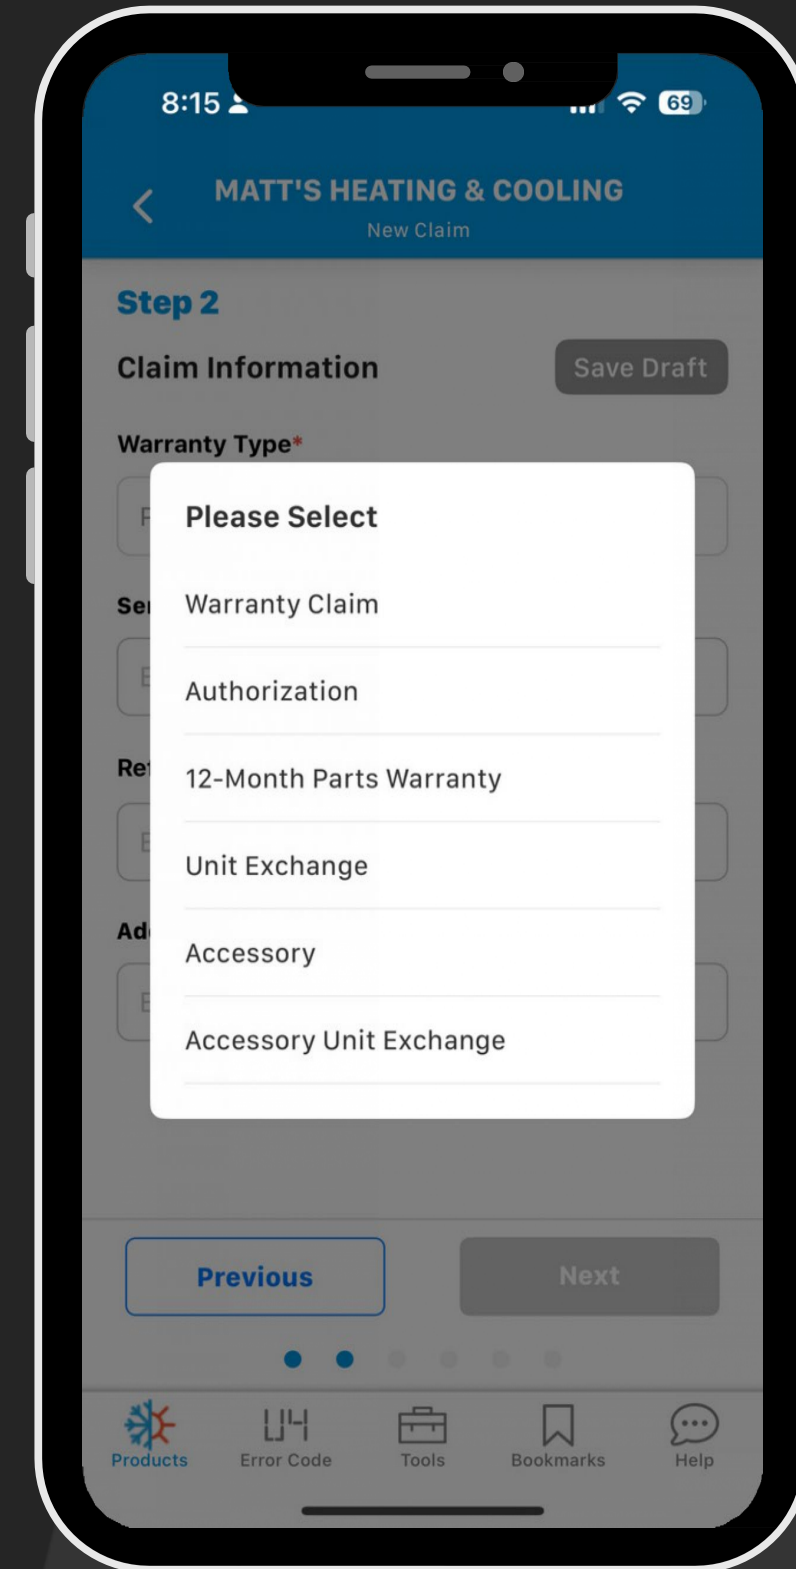 8:15
69
MATT'S HEATING & COOLING
New Claim
Step 2
Claim Information
Save Draft
Warranty Type*
Please Select
Warranty Claim
Authorization
12-Month Parts Warranty
Unit Exchange
Accessory
Accessory Unit Exchange
Previous
Next
U4
Products
Error Code
Tools
Bookmarks
Help